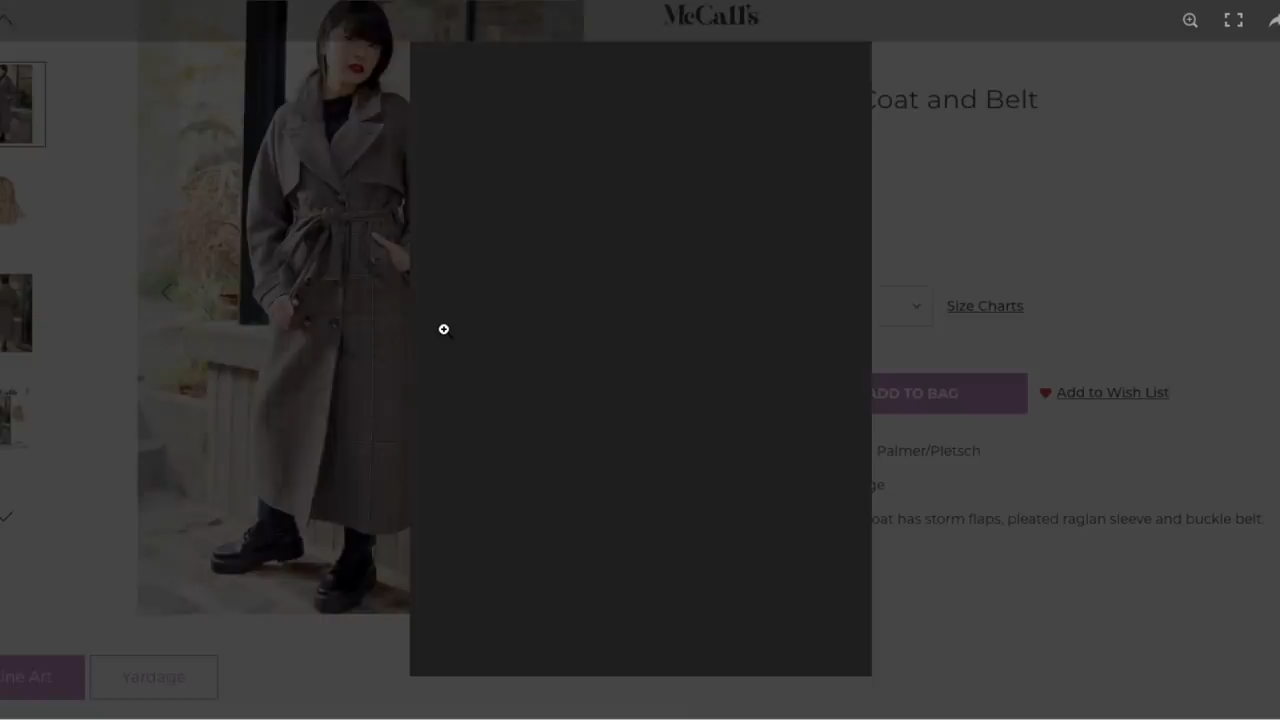 McCall's
Coat and Belt
Size Charts
ADD TO BAG
Add to Wish List
Palmer/Pletsch
oat has storm flaps, pleated raglan sleeve and buckle belt.
ine Art
Yardage